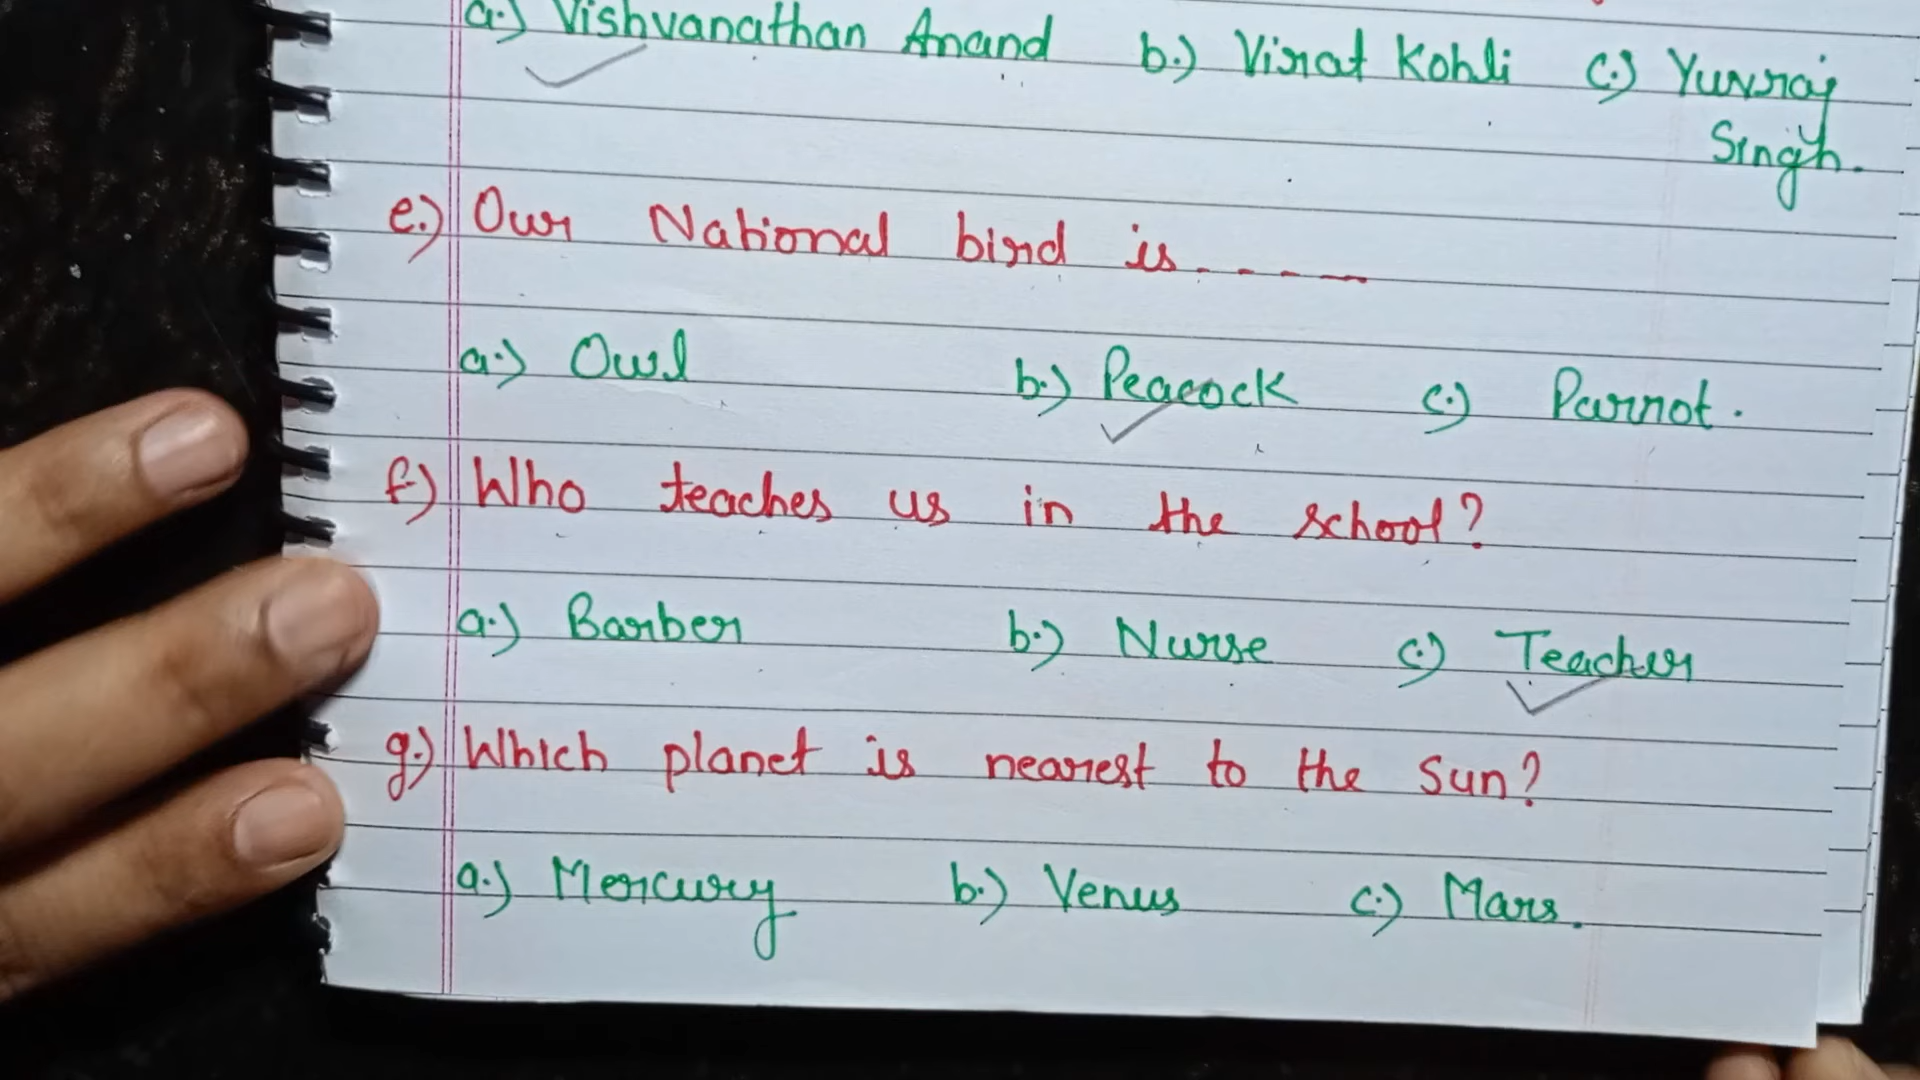 a.) Vishvanathan Anand b.) Virat Kohli c.) Yuvraj
Singh.
e.) Our National bird is - - - —
a.) Owl b.) Peacock c.) Parrot.
f.) Who teaches us in the school?
a.) Barber b.) Nurse c.) Teacher
g.) Which planet is nearest to the Sun?
a.) Mercury b.) Venus c.) Mars.